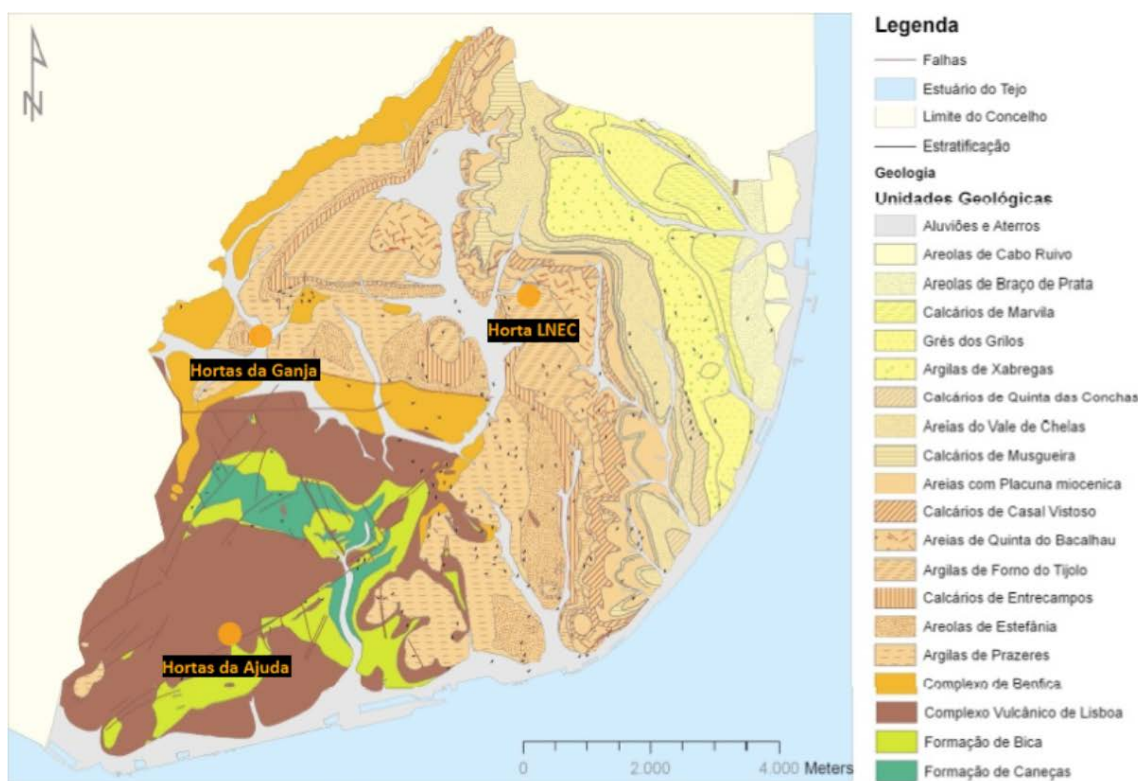 N
Horta LNEC
Hortas da Ganja
Hortas da Ajuda
0 2.000 4.000 Meters
Legenda
Falhas
Estuário do Tejo
Limite do Concelho
Estratificação
Geologia
Unidades Geológicas
Aluviões e Aterros
Areolas de Cabo Ruivo
Areolas de Braço de Prata
Calcários de Marvila
Grés dos Grilos
Argilas de Xabregas
Calcários de Quinta das Conchas
Areias do Vale de Chelas
Calcários de Musgueira
Areias com Placuna miocenica
Calcários de Casal Vistoso
Areias de Quinta do Bacalhau
Argilas de Forno do Tijolo
Calcários de Entrecampos
Areolas de Estefânia
Argilas de Prazeres
Complexo de Benfica
Complexo Vulcânico de Lisboa
Formação de Bica
Formação de Caneças